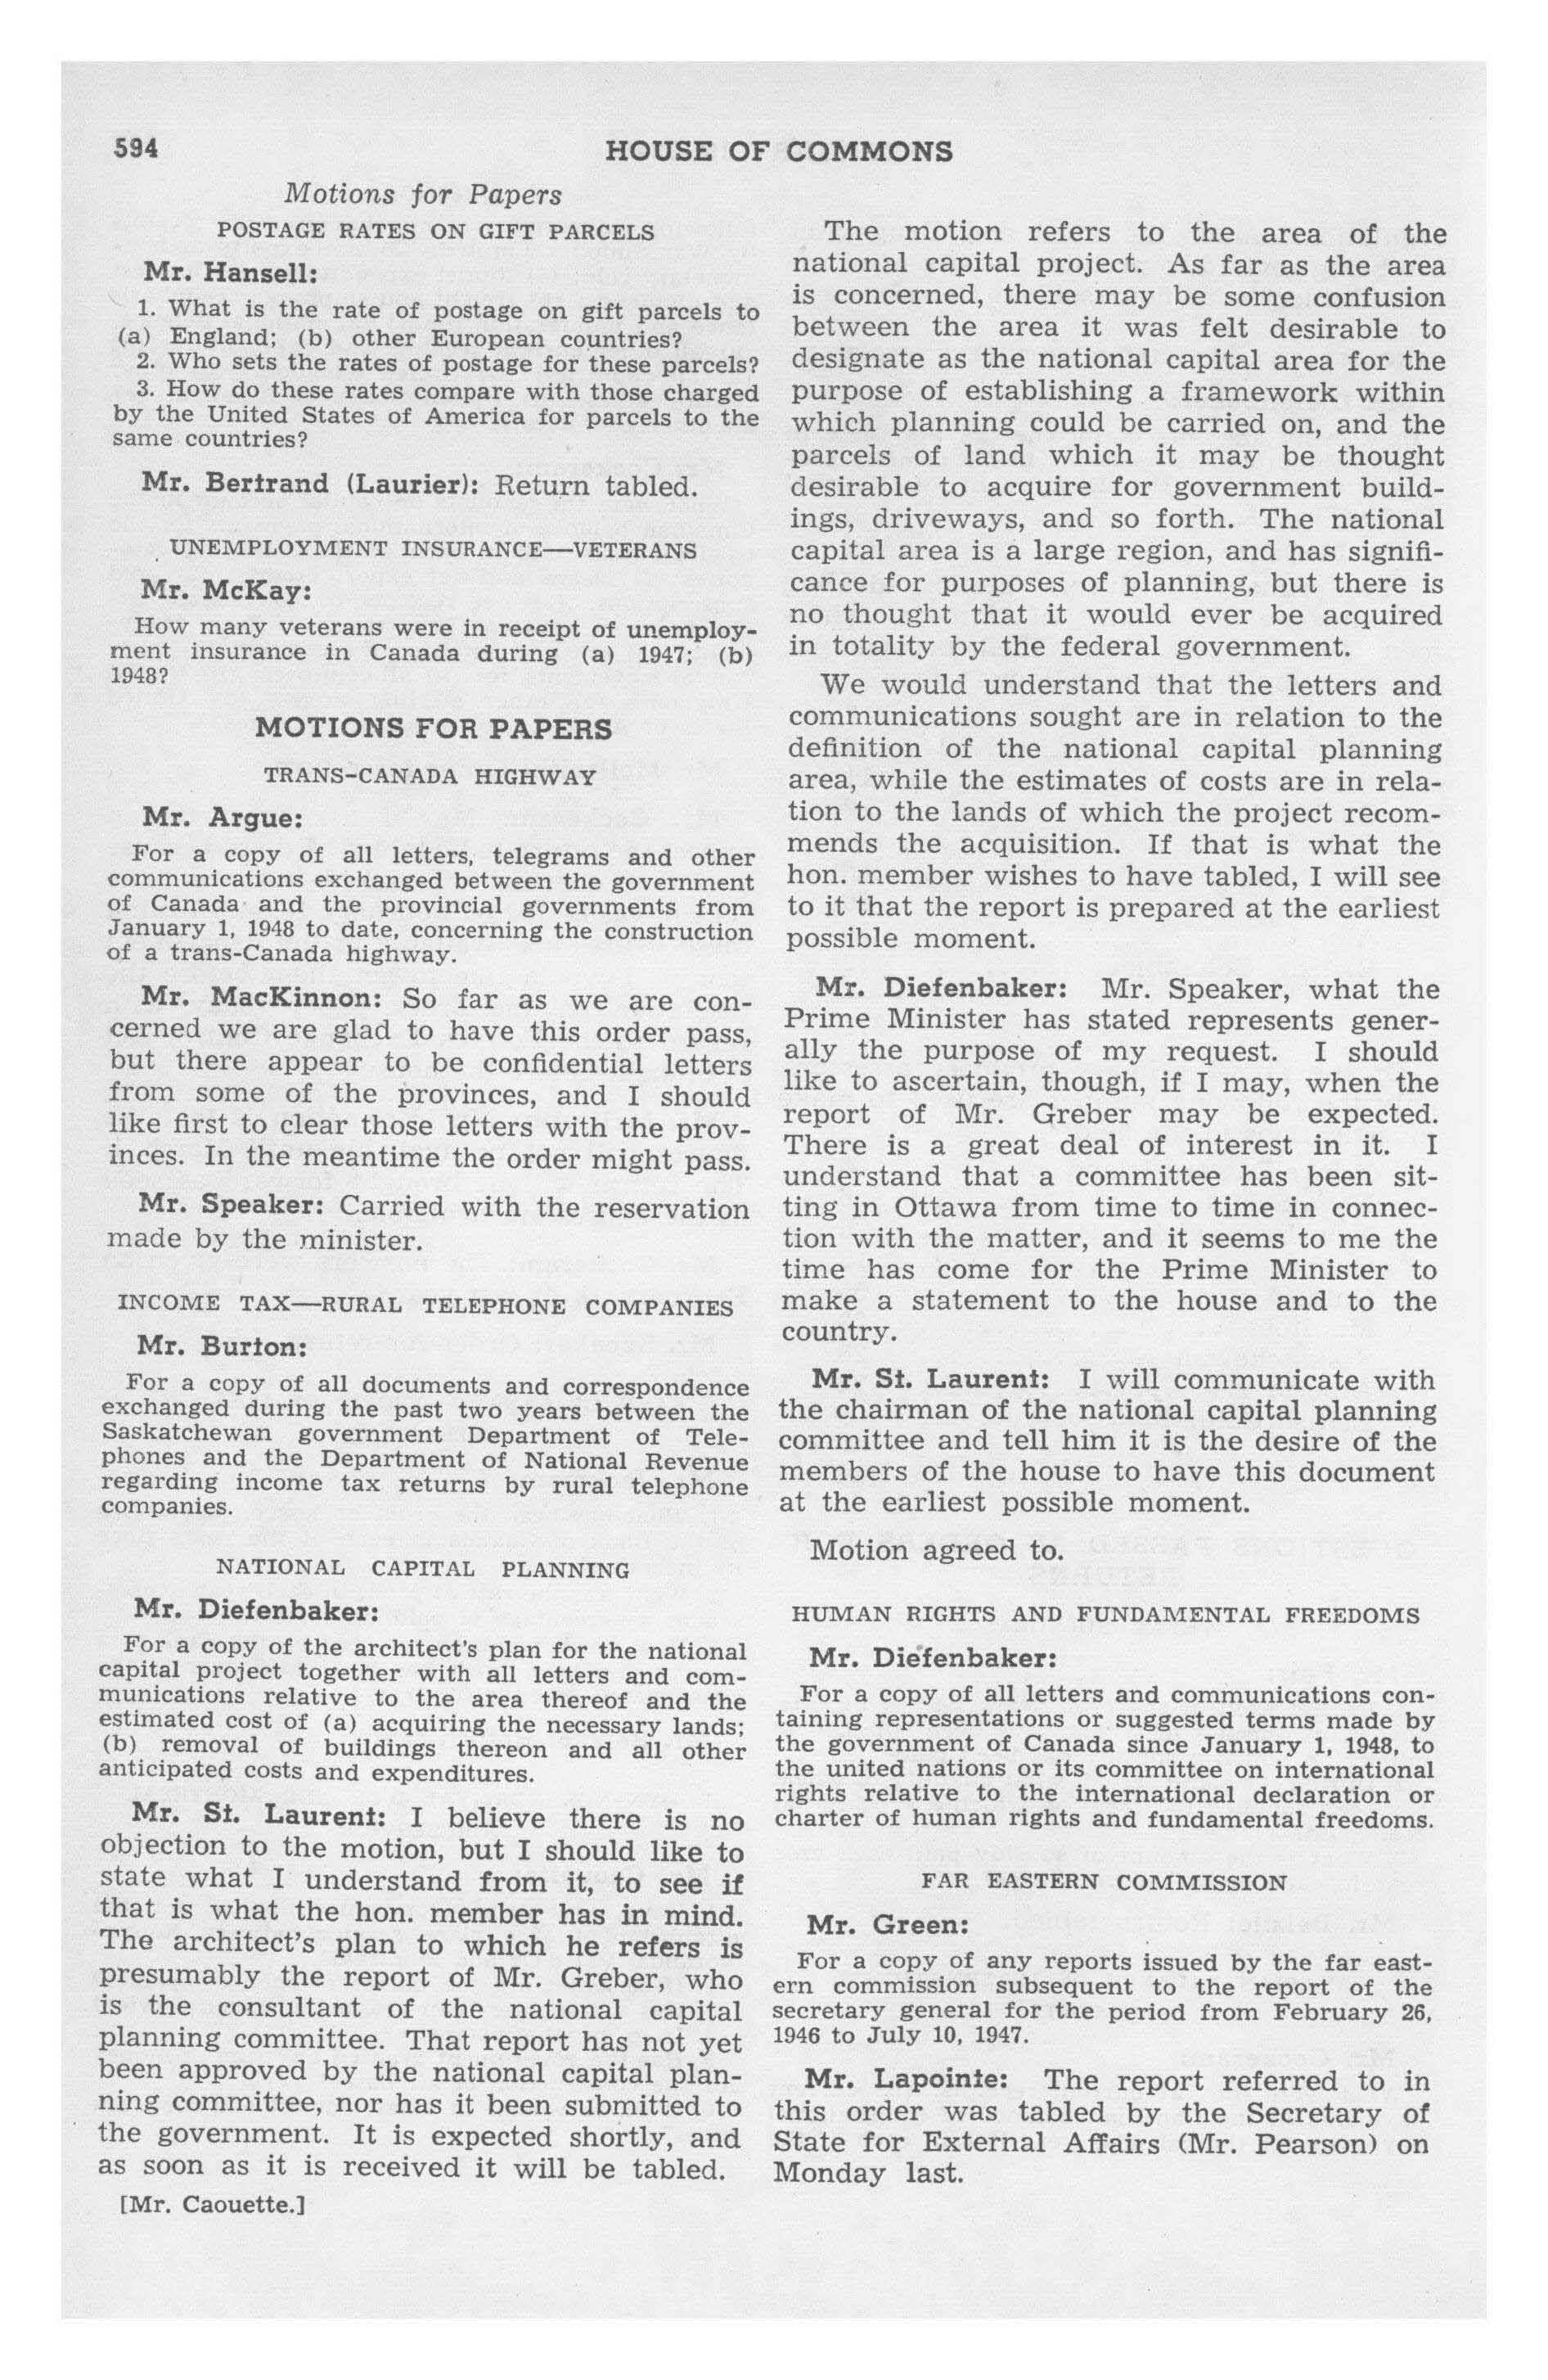 594
HOUSE OF COMMONS
Motions for Papers
POSTAGE RATES ON GIFT PARCELS
Mr. Hansell:
1. What is the rate of postage on gift parcels to
(a) England; (b) other European countries?
2. Who sets the rates of postage for these parcels?
3. How do these rates compare with those charged
by the United States of America for parcels to the
same countries?
Mr. Bertrand (Laurier): Return tabled.
UNEMPLOYMENT INSURANCE—VETERANS
Mr. McKay:
How many veterans were in receipt of unemploy-
ment insurance in Canada during (a) 1947; (b)
1948?
MOTIONS FOR PAPERS
TRANS-CANADA HIGHWAY
Mr. Argue:
For a copy of all letters, telegrams and other
communications exchanged between the government
of Canada and the provincial governments from
January 1, 1948 to date, concerning the construction
of a trans-Canada highway.
Mr. MacKinnon: So far as we are con-
cerned we are glad to have this order pass,
but there appear to be confidential letters
from some of the provinces, and I should
like first to clear those letters with the prov-
inces. In the meantime the order might pass.
Mr. Speaker: Carried with the reservation
made by the minister.
INCOME TAX—RURAL TELEPHONE COMPANIES
Mr. Burton:
For a copy of all documents and correspondence
exchanged during the past two years between the
Saskatchewan government Department of Tele-
phones and the Department of National Revenue
regarding income tax returns by rural telephone
companies.
NATIONAL CAPITAL PLANNING
Mr. Diefenbaker:
For a copy of the architect's plan for the national
capital project together with all letters and com-
munications relative to the area thereof and the
estimated cost of (a) acquiring the necessary lands;
(b) removal of buildings thereon and all other
anticipated costs and expenditures.
Mr. St. Laurent: I believe there is no
objection to the motion, but I should like to
state what I understand from it, to see if
that is what the hon. member has in mind.
The architect's plan to which he refers is
presumably the report of Mr. Greber, who
is the consultant of the national capital
planning committee. That report has not yet
been approved by the national capital plan-
ning committee, nor has it been submitted to
the government. It is expected shortly, and
as soon as it is received it will be tabled.
[Mr. Caouette.]
The motion refers to the area of the
national capital project. As far as the area
is concerned, there may be some confusion
between the area it was felt desirable to
designate as the national capital area for the
purpose of establishing a framework within
which planning could be carried on, and the
parcels of land which it may be thought
desirable to acquire for government build-
ings, driveways, and so forth. The national
capital area is a large region, and has signifi-
cance for purposes of planning, but there is
no thought that it would ever be acquired
in totality by the federal government.
We would understand that the letters and
communications sought are in relation to the
definition of the national capital planning
area, while the estimates of costs are in rela-
tion to the lands of which the project recom-
mends the acquisition. If that is what the
hon. member wishes to have tabled, I will see
to it that the report is prepared at the earliest
possible moment.
Mr. Diefenbaker: Mr. Speaker, what the
Prime Minister has stated represents gener-
ally the purpose of my request. I should
like to ascertain, though, if I may, when the
report of Mr. Greber may be expected.
There is a great deal of interest in it. I
understand that a committee has been sit-
ting in Ottawa from time to time in connec-
tion with the matter, and it seems to me the
time has come for the Prime Minister to
make a statement to the house and to the
country.
Mr. St. Laurent: I will communicate with
the chairman of the national capital planning
committee and tell him it is the desire of the
members of the house to have this document
at the earliest possible moment.
Motion agreed to.
HUMAN RIGHTS AND FUNDAMENTAL FREEDOMS
Mr. Diefenbaker:
For a copy of all letters and communications con-
taining representations or suggested terms made by
the government of Canada since January 1, 1948, to
the united nations or its committee on international
rights relative to the international declaration or
charter of human rights and fundamental freedoms.
FAR EASTERN COMMISSION
Mr. Green:
For a copy of any reports issued by the far east-
ern commission subsequent to the report of the
secretary general for the period from February 26,
1946 to July 10, 1947.
Mr. Lapointe: The report referred to in
this order was tabled by the Secretary of
State for External Affairs (Mr. Pearson) on
Monday last.